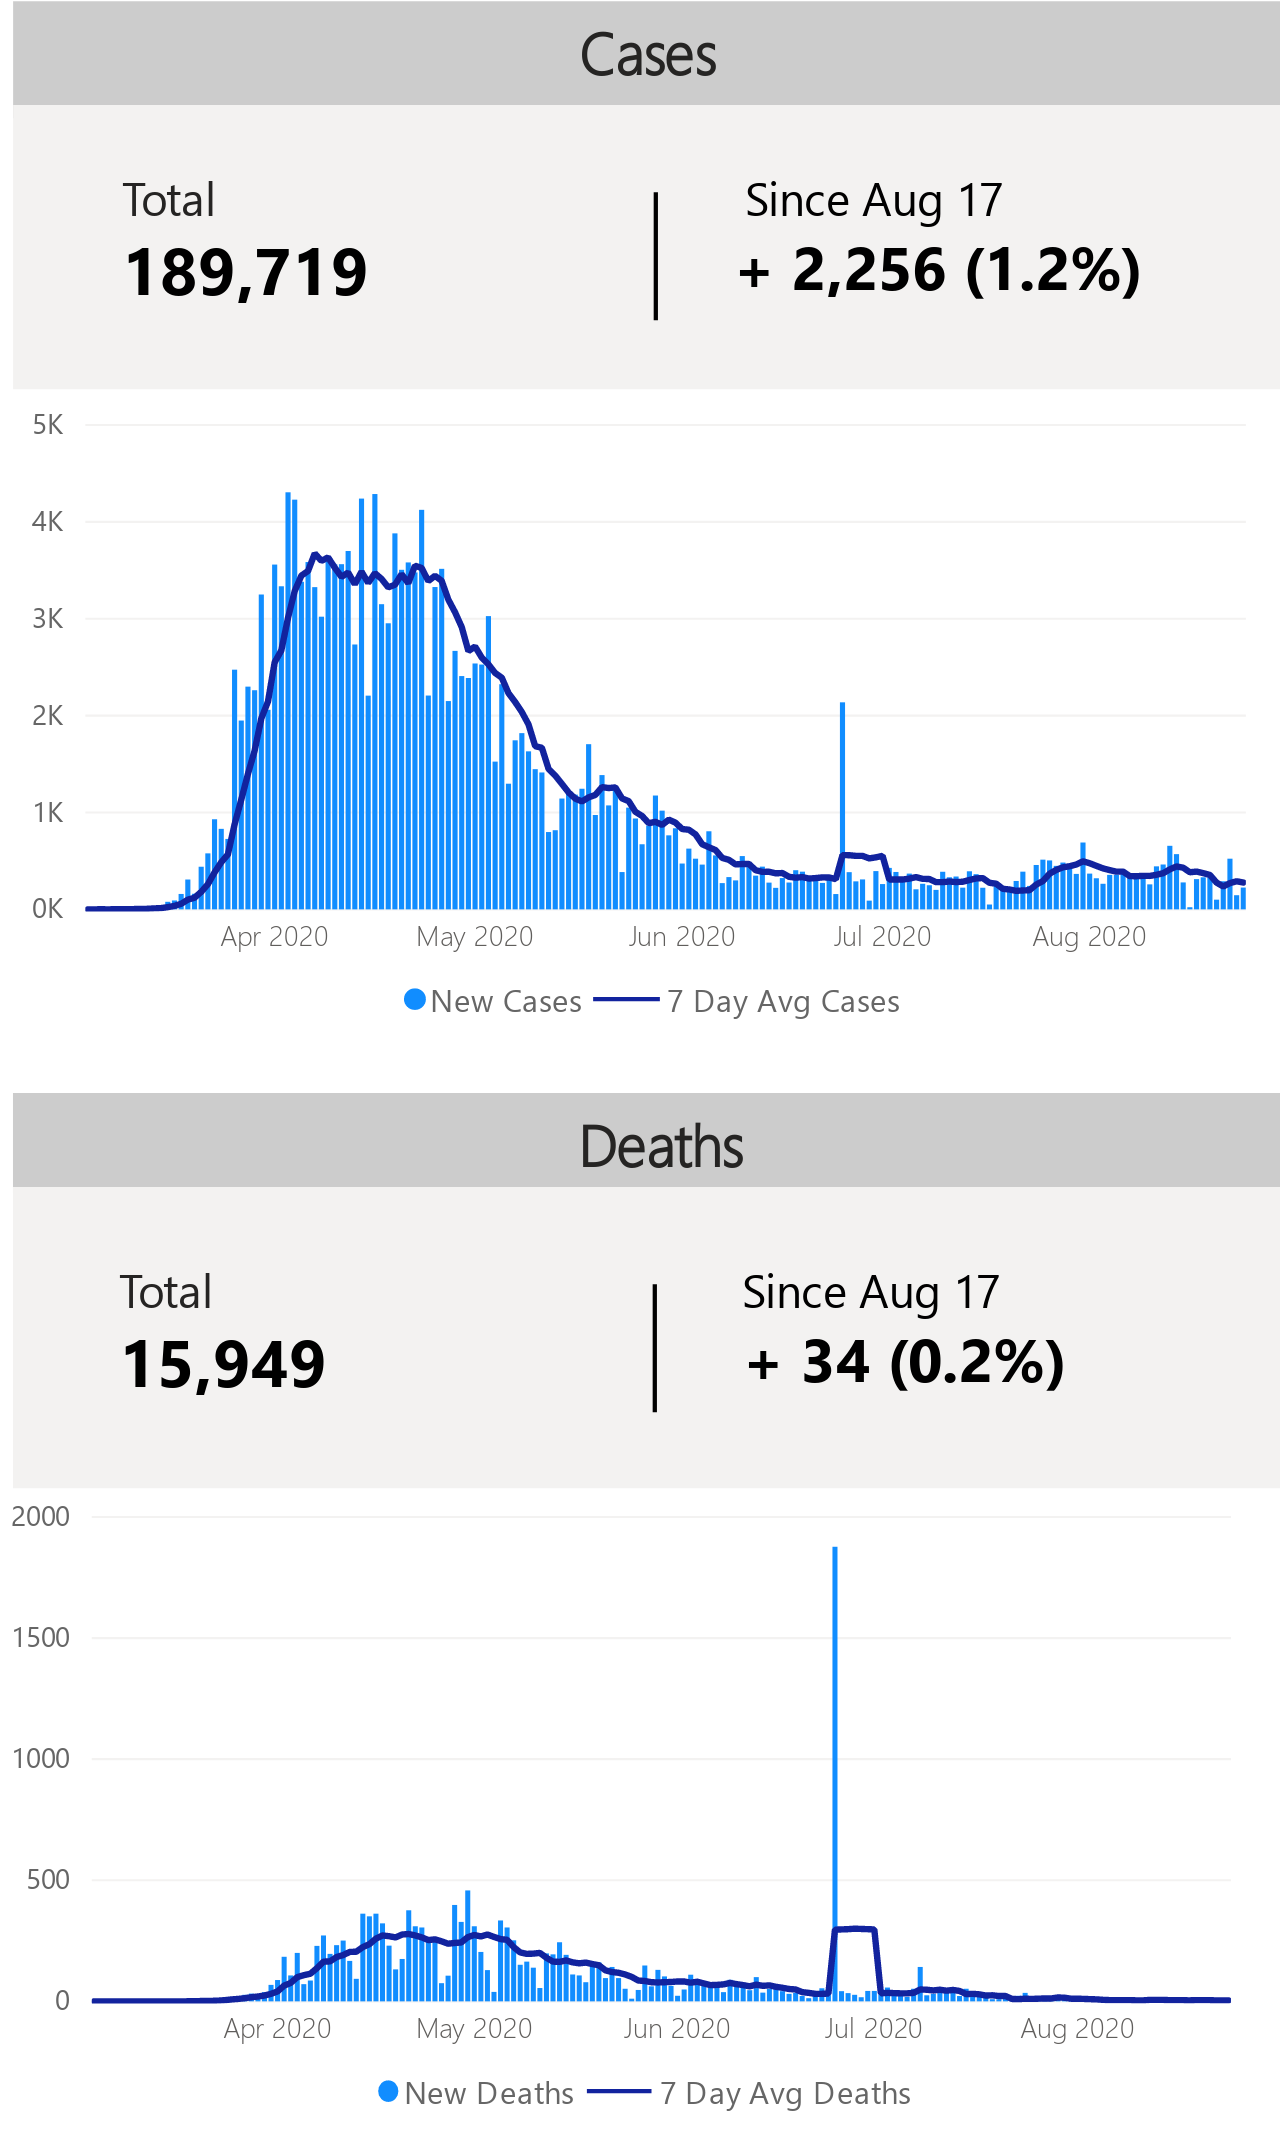 Cases
Total
Since Aug 17
189,719
+ 2,256 (1.2%)
5K
4K
3K
2K
1K
0K
Apr 2020
May 2020
Jun 2020
Jul 2020
Aug 2020
New Cases
7 Day Avg Cases
Deaths
Total
Since Aug 17
15,949
+ 34 (0.2%)
2000
1500
1000
500
0
Apr 2020
May 2020
Jun 2020
Jul 2020
Aug 2020
New Deaths
7 Day Avg Deaths